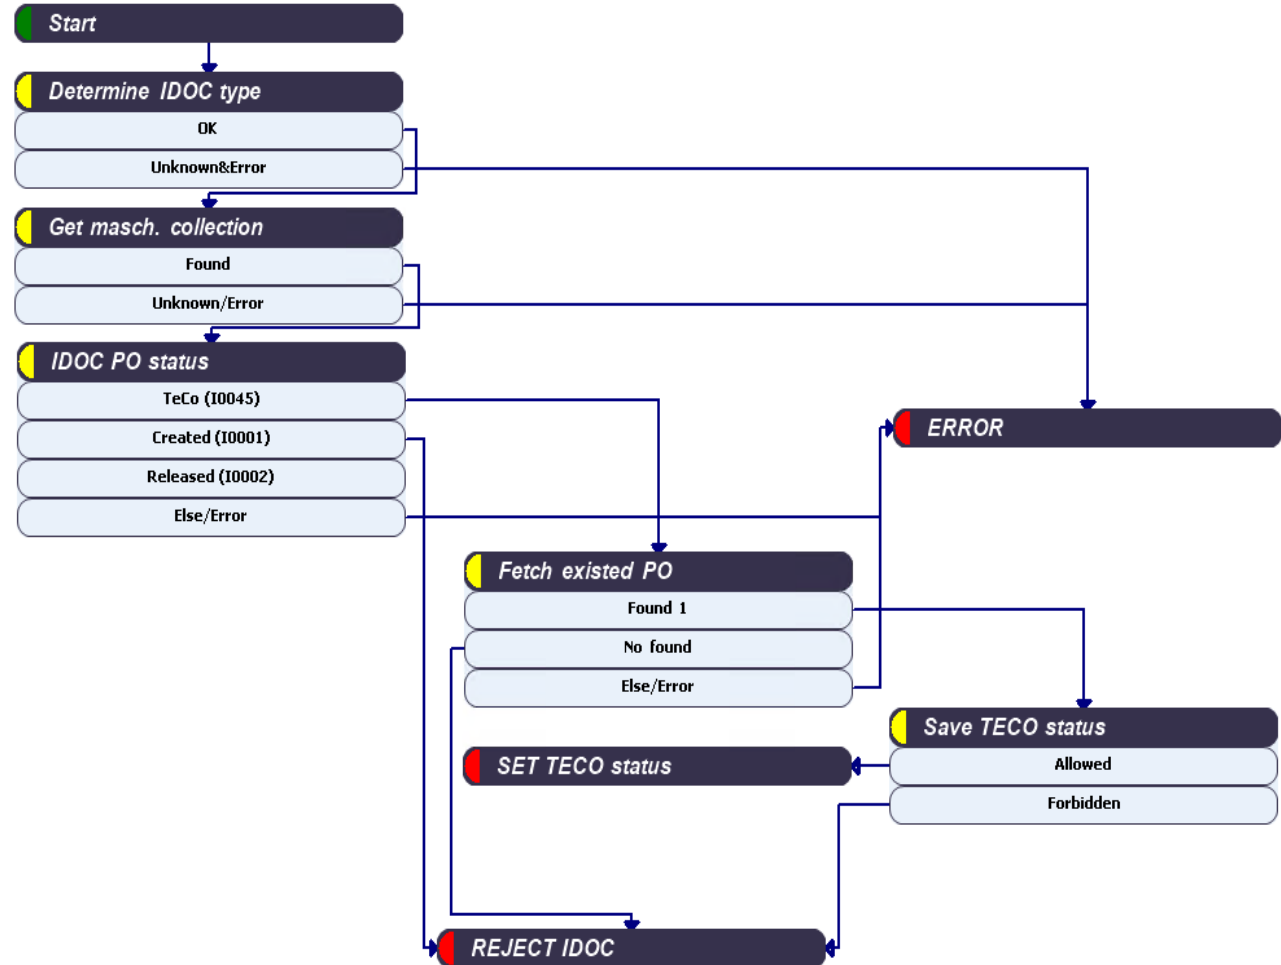 Start
Determine IDOC type
OK
Unknown&Error
Get masch. collection
Found
Unknown/Error
IDOC PO status
TeCo (I0045)
Created (I0001)
Released (I0002)
Else/Error
ERROR
Fetch existed PO
Found 1
No found
Else/Error
Save TECO status
Allowed
Forbidden
SET TECO status
REJECT IDOC